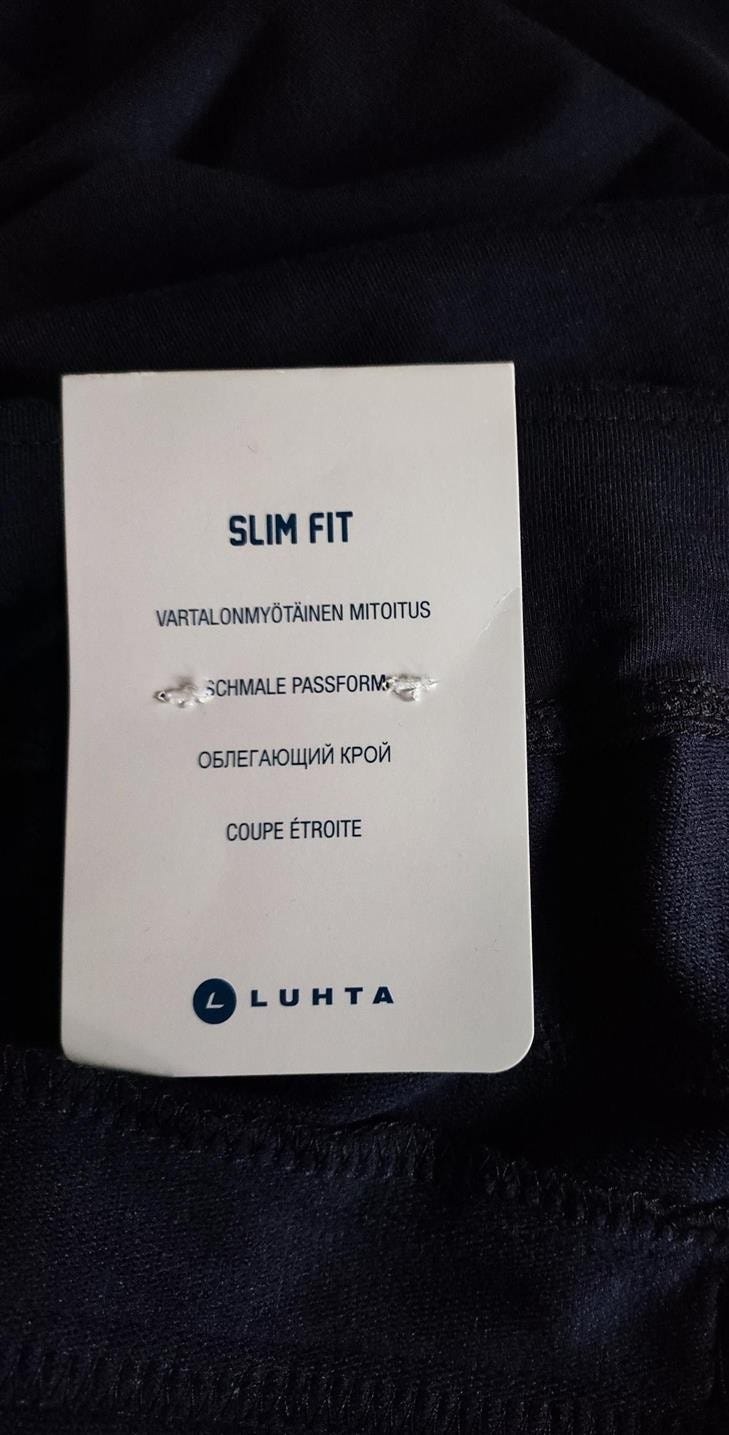 SLIM FIT
VARTALONMYÖTÄINEN MITOITUS
SCHMALE PASSFORM
ОБЛЕГАЮЩИЙ КРОЙ
COUPE ÉTROITE
L LUHTA